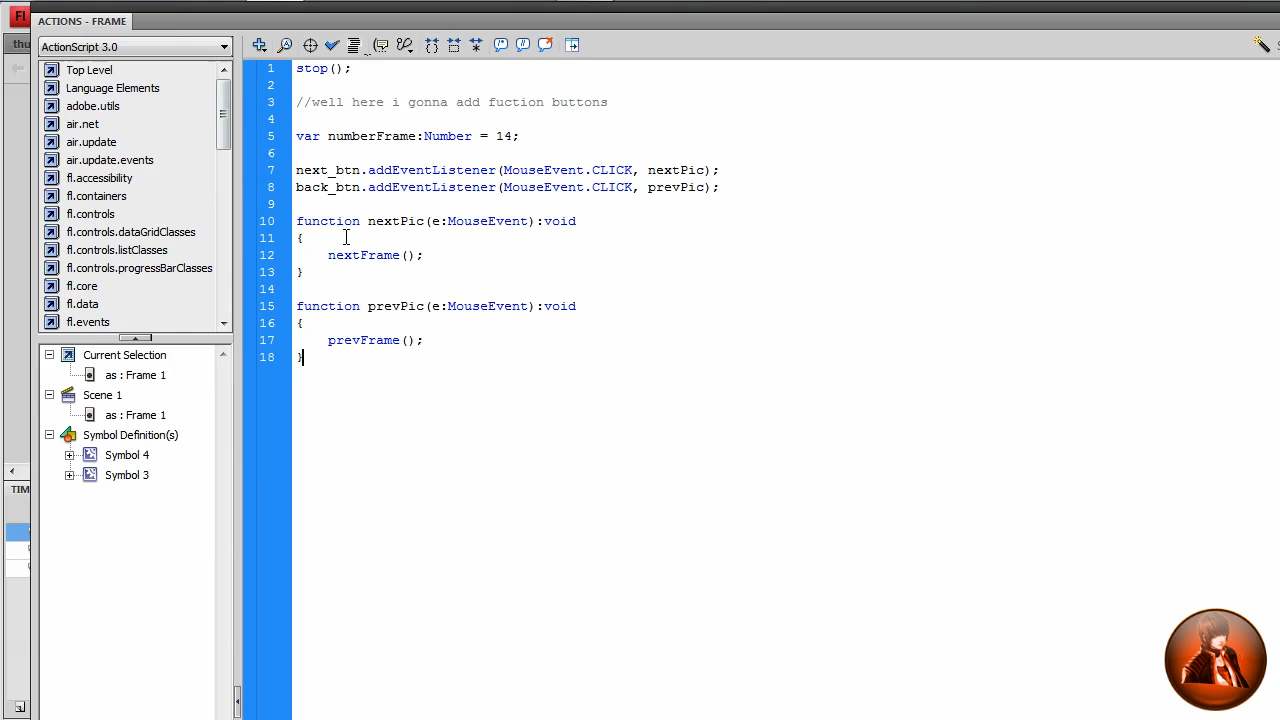 Fl
ACTIONS - FRAME
thu
ActionScript 3.0
Top Level
Language Elements
adobe.utils
air.net
air.update
air.update.events
fl.accessibility
fl.containers
fl.controls
fl.controls.dataGridClasses
fl.controls.listClasses
fl.controls.progressBarClasses
fl.core
fl.data
fl.events
Current Selection
as : Frame 1
Scene 1
as : Frame 1
Symbol Definition(s)
Symbol 4
Symbol 3
TIM
1 stop();
2
3 //well here i gonna add fuction buttons
4
5 var numberFrame:Number = 14;
6
7 next_btn.addEventListener(MouseEvent.CLICK, nextPic);
8 back_btn.addEventListener(MouseEvent.CLICK, prevPic);
9
10 function nextPic(e:MouseEvent):void
11 {
12 nextFrame();
13 }
14
15 function prevPic(e:MouseEvent):void
16 {
17 prevFrame();
18 }